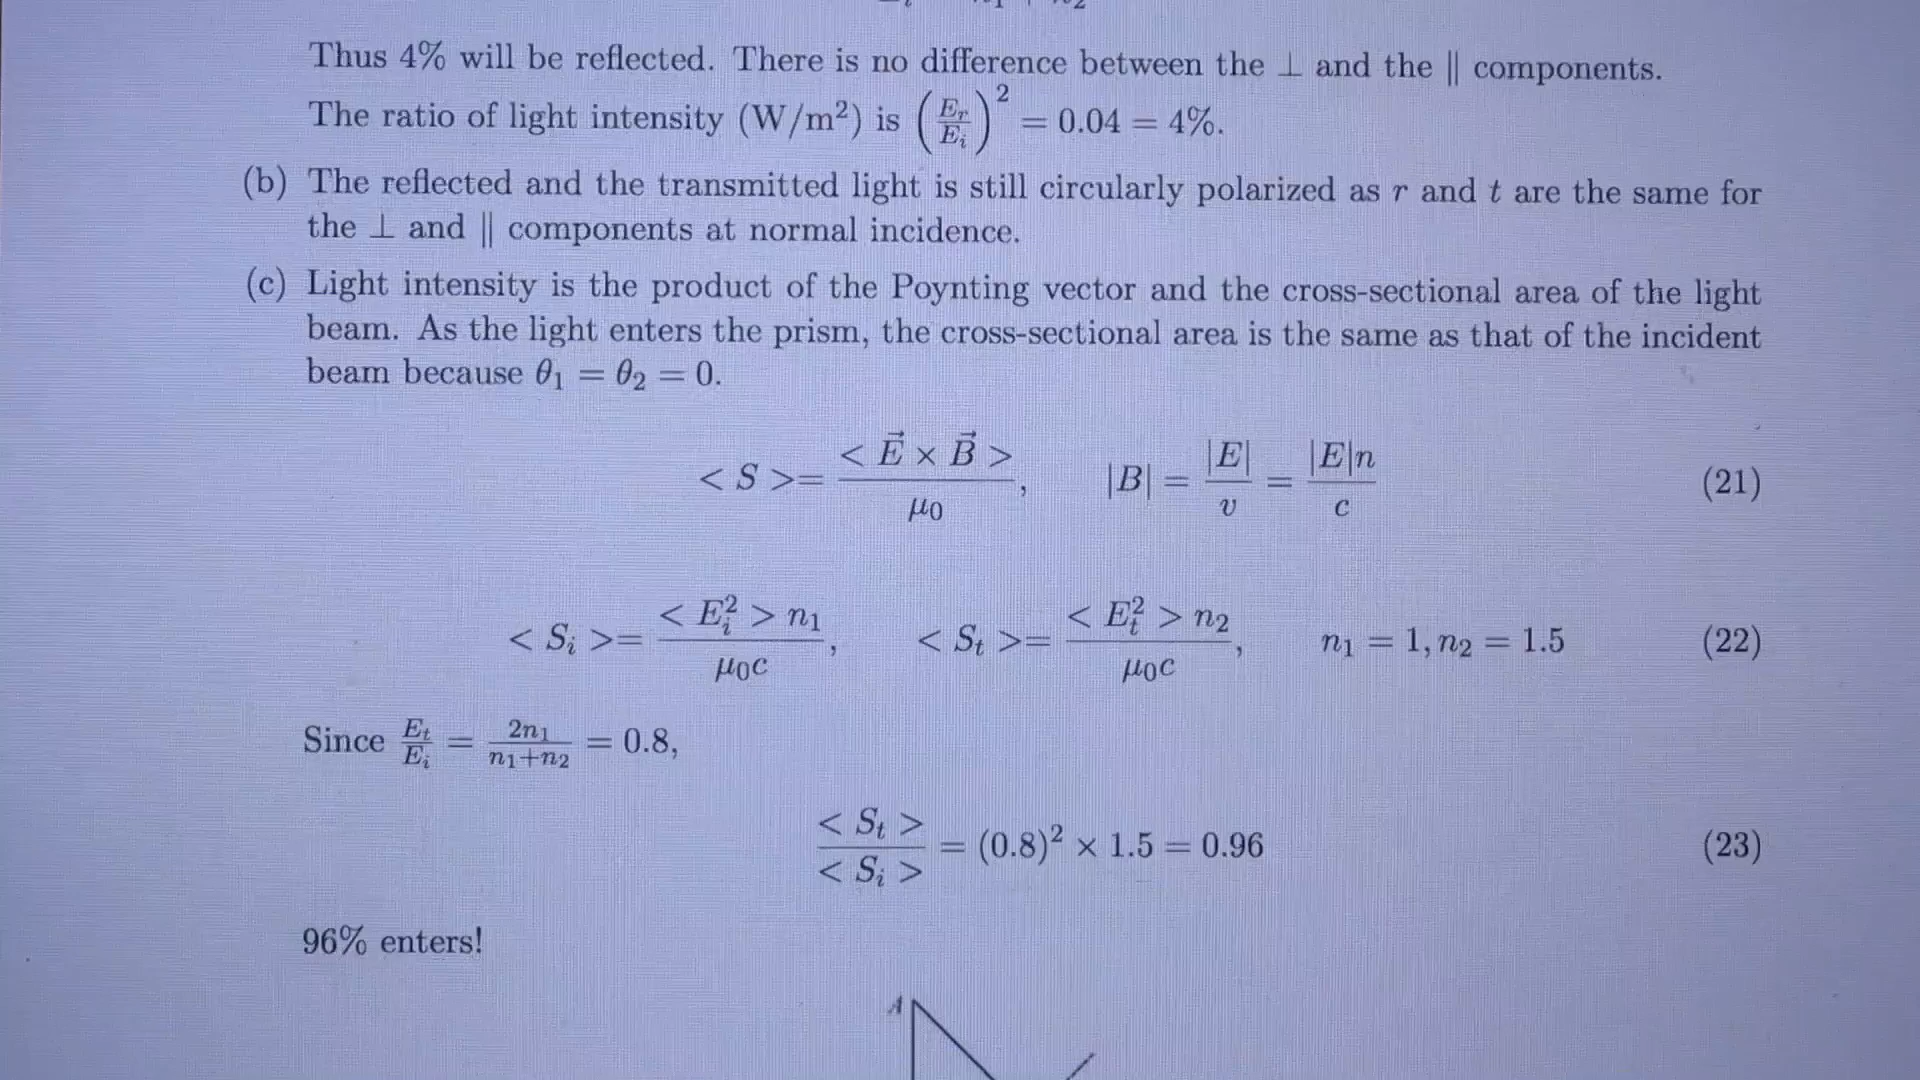 Thus 4% will be reflected. There is no difference between the ⊥ and the ∥ components.
The ratio of light intensity (W/m²) is (E_r/E_i)² = 0.04 = 4%.
(b) The reflected and the transmitted light is still circularly polarized as r and t are the same for
the ⊥ and ∥ components at normal incidence.
(c) Light intensity is the product of the Poynting vector and the cross-sectional area of the light
beam. As the light enters the prism, the cross-sectional area is the same as that of the incident
beam because θ₁ = θ₂ = 0.
< S >= < E⃗ × B⃗ > / μ₀, |B| = |E| / v = |E|n / c (21)
< S_i >= < E_i² > n₁ / μ₀c, < S_t >= < E_t² > n₂ / μ₀c, n₁ = 1, n₂ = 1.5 (22)
Since E_t/E_i = 2n₁/(n₁+n₂) = 0.8,
< S_t > / < S_i > = (0.8)² × 1.5 = 0.96 (23)
96% enters!
A